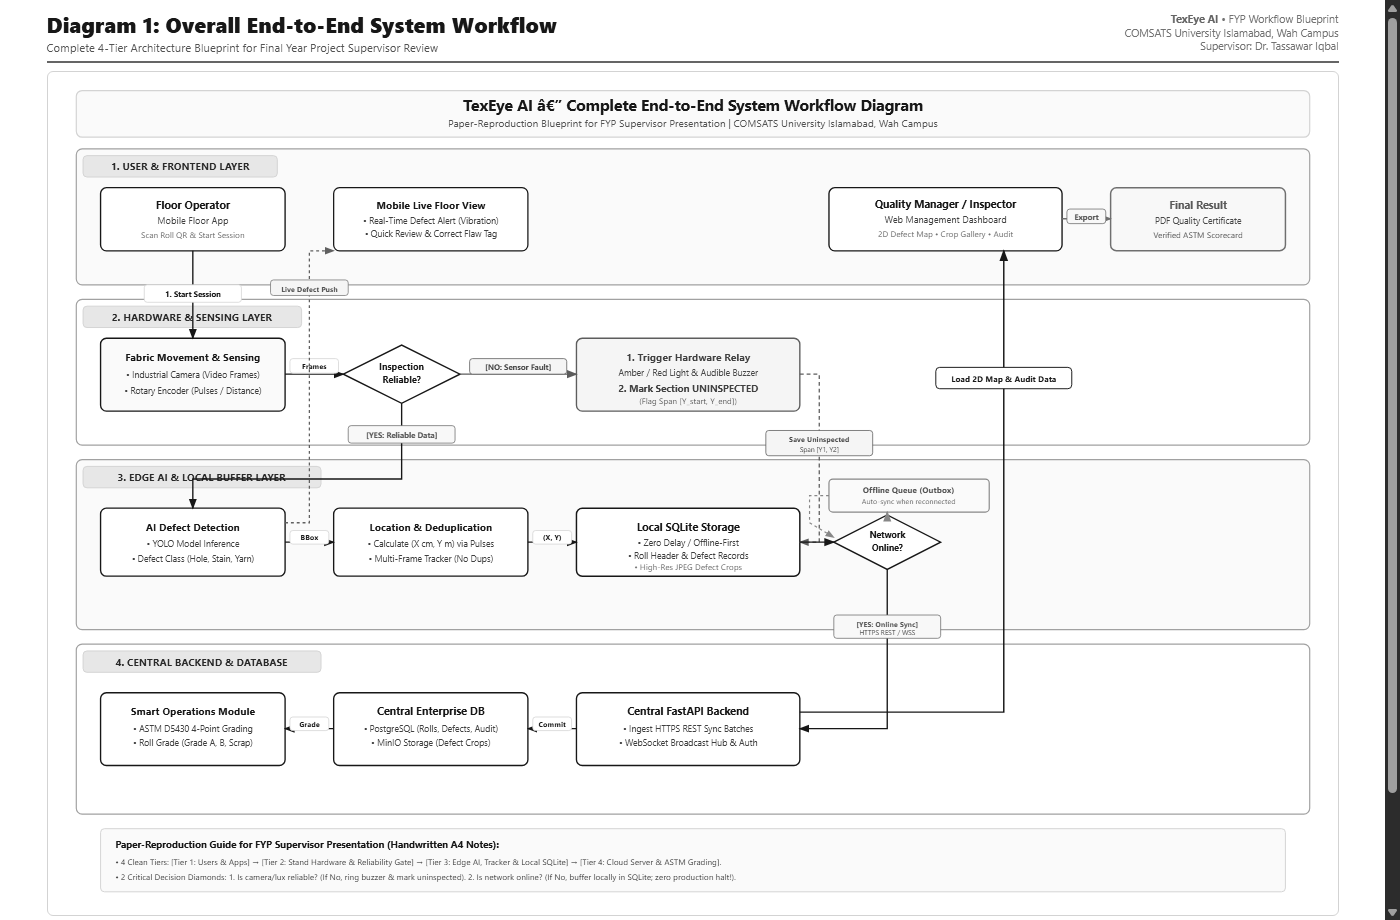 Diagram 1: Overall End-to-End System Workflow
Complete 4-Tier Architecture Blueprint for Final Year Project Supervisor Review
TexEye AI • FYP Workflow Blueprint
COMSATS University Islamabad, Wah Campus
Supervisor: Dr. Tassawar Iqbal
TexEye AI â€” Complete End-to-End System Workflow Diagram
Paper-Reproduction Blueprint for FYP Supervisor Presentation | COMSATS University Islamabad, Wah Campus
1. USER & FRONTEND LAYER
Floor Operator
Mobile Floor App
Scan Roll QR & Start Session
Mobile Live Floor View
• Real-Time Defect Alert (Vibration)
• Quick Review & Correct Flaw Tag
Quality Manager / Inspector
Web Management Dashboard
2D Defect Map • Crop Gallery • Audit
Export
Final Result
PDF Quality Certificate
Verified ASTM Scorecard
1. Start Session
Live Defect Push
2. HARDWARE & SENSING LAYER
Fabric Movement & Sensing
• Industrial Camera (Video Frames)
• Rotary Encoder (Pulses / Distance)
Frames
Inspection
Reliable?
[NO: Sensor Fault]
1. Trigger Hardware Relay
Amber / Red Light & Audible Buzzer
2. Mark Section UNINSPECTED
(Flag Span [Y_start, Y_end])
Load 2D Map & Audit Data
[YES: Reliable Data]
Save Uninspected
Span [Y1, Y2]
3. EDGE AI & LOCAL BUFFER LAYER
Offline Queue (Outbox)
Auto-sync when reconnected
AI Defect Detection
• YOLO Model Inference
• Defect Class (Hole, Stain, Yarn)
BBox
Location & Deduplication
• Calculate (X cm, Y m) via Pulses
• Multi-Frame Tracker (No Dups)
(X, Y)
Local SQLite Storage
• Zero Delay / Offline-First
• Roll Header & Defect Records
• High-Res JPEG Defect Crops
Network
Online?
[YES: Online Sync]
HTTPS REST / WSS
4. CENTRAL BACKEND & DATABASE
Smart Operations Module
• ASTM D5430 4-Point Grading
• Roll Grade (Grade A, B, Scrap)
Grade
Central Enterprise DB
• PostgreSQL (Rolls, Defects, Audit)
• MinIO Storage (Defect Crops)
Commit
Central FastAPI Backend
• Ingest HTTPS REST Sync Batches
• WebSocket Broadcast Hub & Auth
Paper-Reproduction Guide for FYP Supervisor Presentation (Handwritten A4 Notes):
• 4 Clean Tiers: [Tier 1: Users & Apps] → [Tier 2: Stand Hardware & Reliability Gate] → [Tier 3: Edge AI, Tracker & Local SQLite] → [Tier 4: Cloud Server & ASTM Grading].
• 2 Critical Decision Diamonds: 1. Is camera/lux reliable? (If No, ring buzzer & mark uninspected). 2. Is network online? (If No, buffer locally in SQLite; zero production halt!).